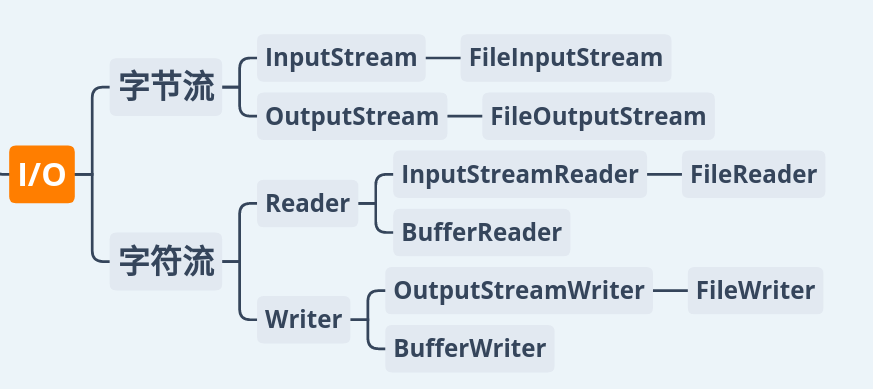 I/O
字节流
InputStream
FileInputStream
OutputStream
FileOutputStream
字符流
Reader
InputStreamReader
FileReader
BufferReader
Writer
OutputStreamWriter
FileWriter
BufferWriter